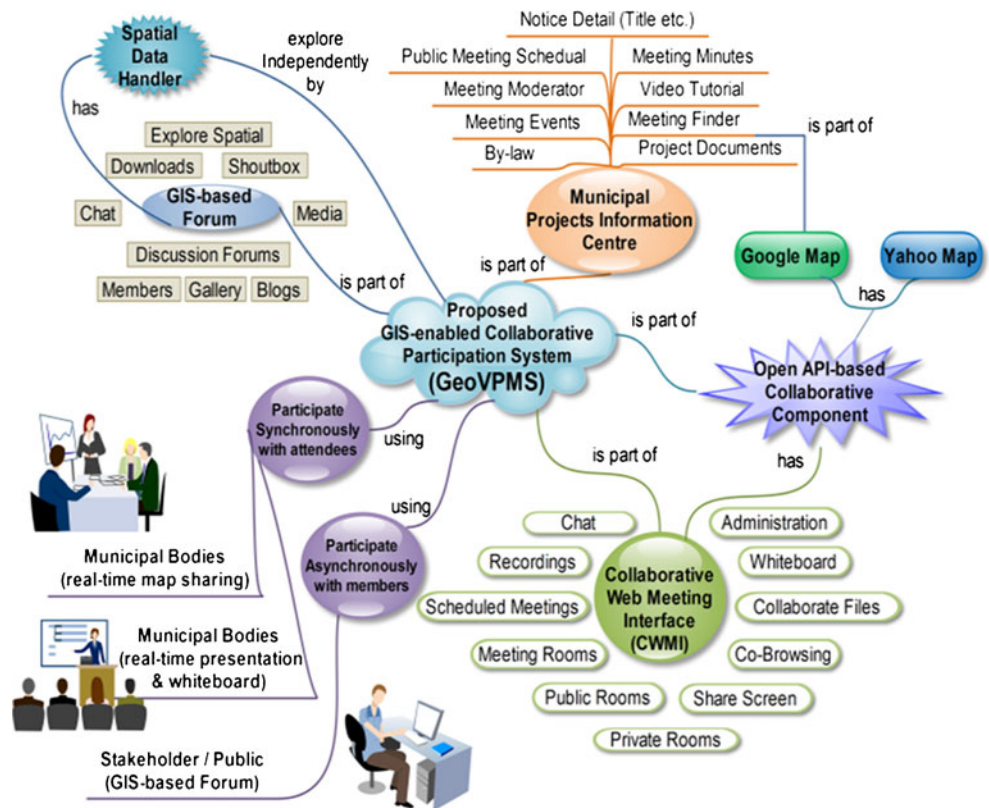 Spatial
Data
Handler
explore
Independently
by
has
Explore Spatial
Downloads
Shoutbox
GIS-based
Forum
Chat
Media
Discussion Forums
Members
Gallery
Blogs
is part of
Notice Detail (Title etc.)
Public Meeting Schedual
Meeting Minutes
Meeting Moderator
Video Tutorial
Meeting Events
Meeting Finder
By-law
Project Documents
is part of
Municipal
Projects Information
Centre
is part of
Google Map
Yahoo Map
has
Proposed
GIS-enabled Collaborative
Participation System
(GeoVPMS)
is part of
Open API-based
Collaborative
Component
has
Participate
Synchronously
with attendees
using
using
Participate
Asynchronously
with members
is part of
Municipal Bodies
(real-time map sharing)
Municipal Bodies
(real-time presentation
& whiteboard)
Stakeholder / Public
(GIS-based Forum)
Chat
Administration
Recordings
Whiteboard
Scheduled Meetings
Collaborate Files
Collaborative
Web Meeting
Interface
(CWMI)
Meeting Rooms
Co-Browsing
Public Rooms
Share Screen
Private Rooms